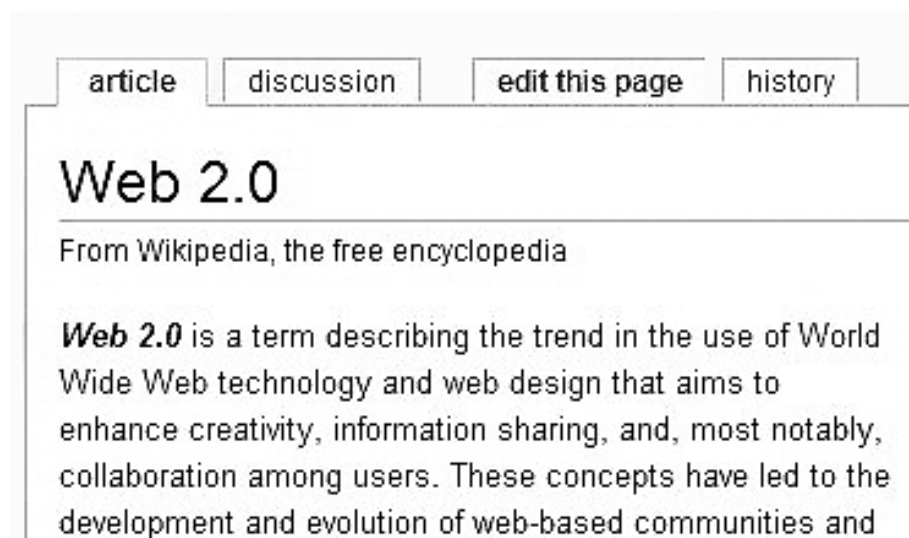 article discussion edit this page history
Web 2.0
From Wikipedia, the free encyclopedia
Web 2.0 is a term describing the trend in the use of World
Wide Web technology and web design that aims to
enhance creativity, information sharing, and, most notably,
collaboration among users. These concepts have led to the
development and evolution of web-based communities and